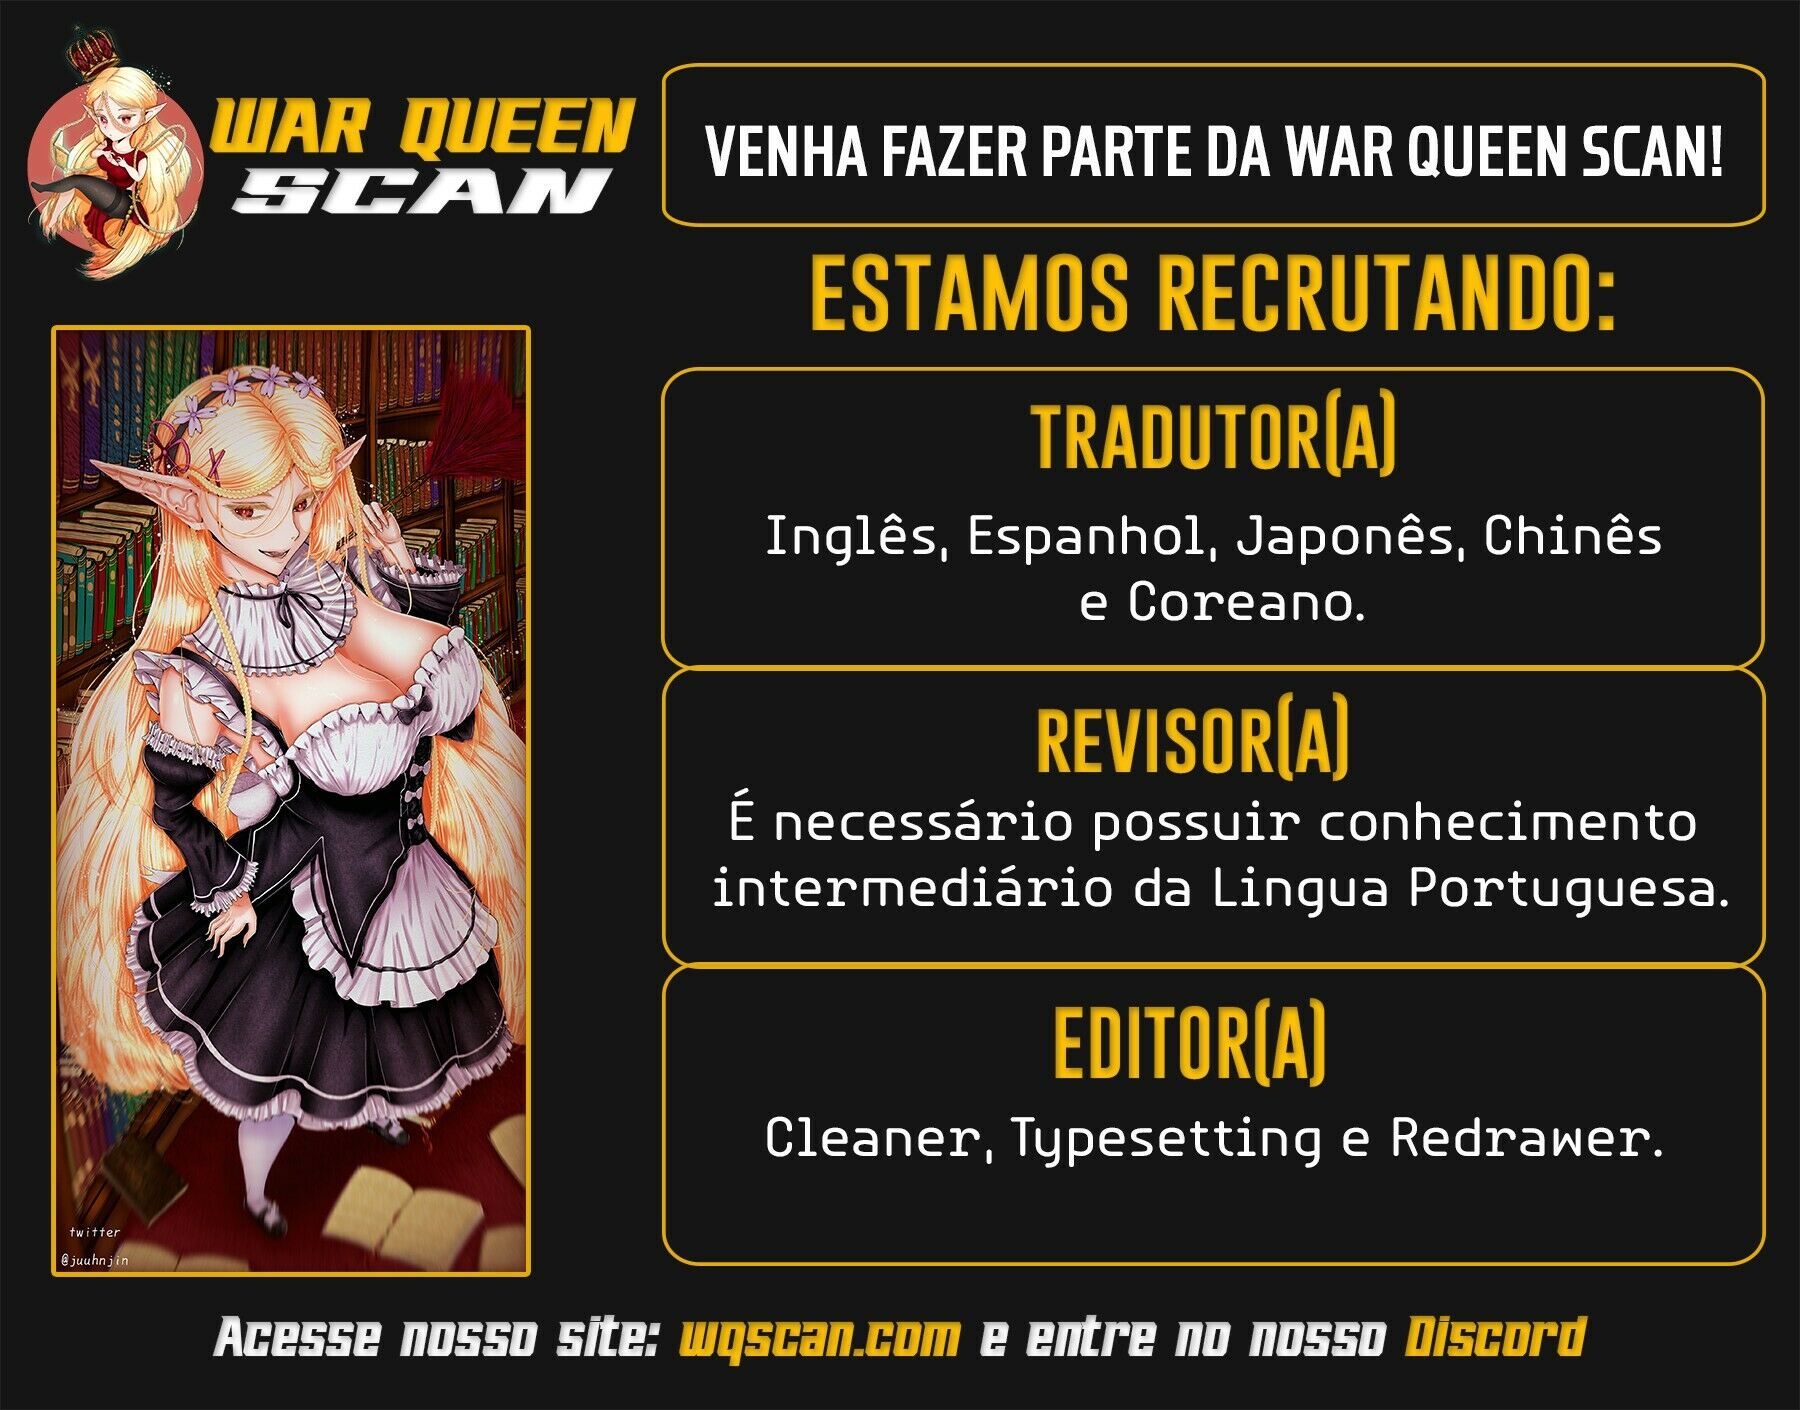 WAR QUEEN
SCAN
VENHA FAZER PARTE DA WAR QUEEN SCAN!
ESTAMOS RECRUTANDO:
TRADUTOR(A)
Inglês, Espanhol, Japonês, Chinês
e Coreano.
REVISOR(A)
É necessário possuir conhecimento
intermediário da Lingua Portuguesa.
EDITOR(A)
Cleaner, Typesetting e Redrawer.
twitter
@juuhnjin
Acesse nosso site: wqscan.com e entre no nosso Discord